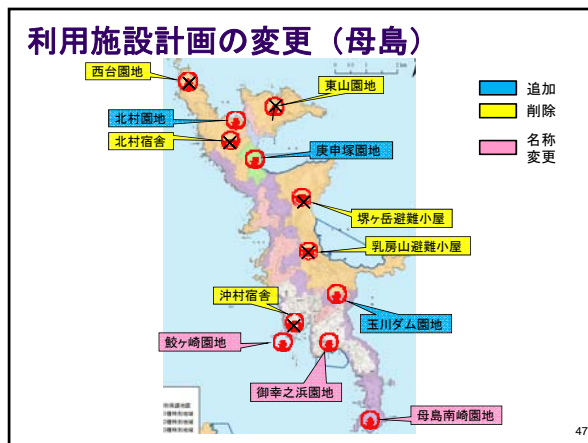 利用施設計画の変更（母島）
西台園地
東山園地
北村園地
北村宿舎
庚申塚園地
堺ヶ岳避難小屋
乳房山避難小屋
沖村宿舎
玉川ダム園地
鮫ヶ崎園地
御幸之浜園地
母島南崎園地
追加
削除
名称
変更
47